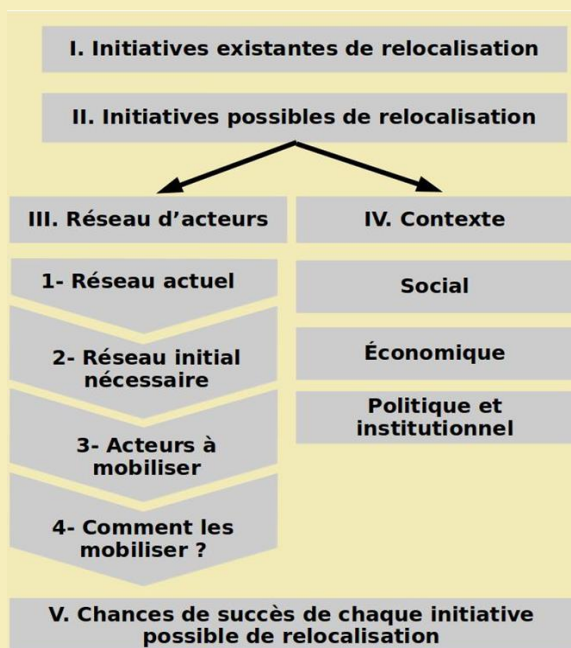 I. Initiatives existantes de relocalisation
II. Initiatives possibles de relocalisation
III. Réseau d’acteurs
1- Réseau actuel
2- Réseau initial
nécessaire
3- Acteurs à
mobiliser
4- Comment les
mobiliser ?
IV. Contexte
Social
Économique
Politique et
institutionnel
V. Chances de succès de chaque initiative
possible de relocalisation